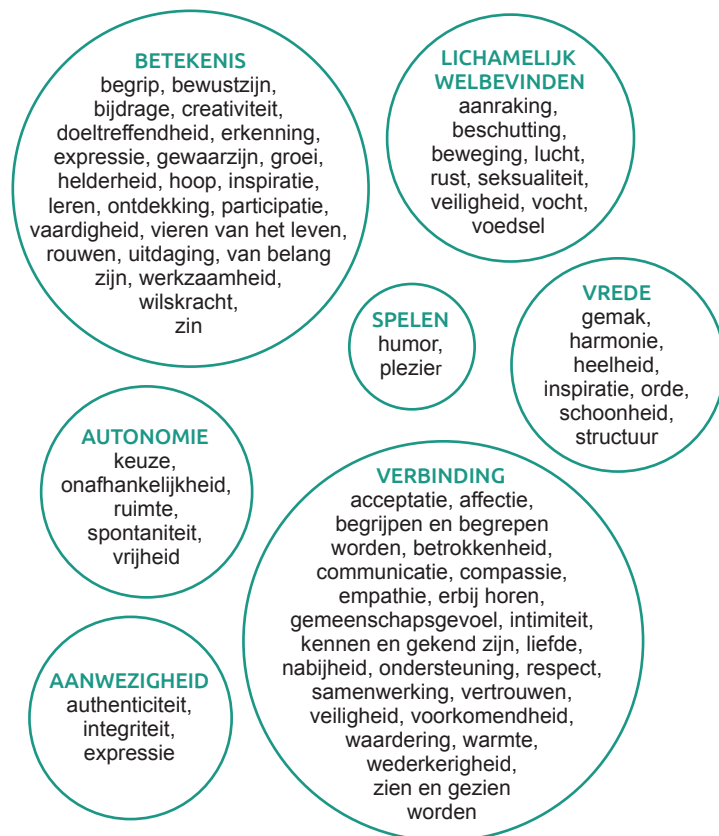 BETEKENIS
begrip, bewustzijn,
bijdrage, creativiteit,
doeltreffendheid, erkenning,
expressie, gewaarzijn, groei,
helderheid, hoop, inspiratie,
leren, ontdekking, participatie,
vaardigheid, vieren van het leven,
rouwen, uitdaging, van belang
zijn, werkzaamheid,
wilskracht,
zin
LICHAMELIJK
WELBEVINDEN
aanraking,
beschutting,
beweging, lucht,
rust, seksualiteit,
veiligheid, vocht,
voedsel
SPELEN
humor,
plezier
VREDE
gemak,
harmonie,
heelheid,
inspiratie, orde,
schoonheid,
structuur
AUTONOMIE
keuze,
onafhankelijkheid,
ruimte,
spontaniteit,
vrijheid
VERBINDING
acceptatie, affectie,
begrijpen en begrepen
worden, betrokkenheid,
communicatie, compassie,
empathie, erbij horen,
gemeenschapsgevoel, intimiteit,
kennen en gekend zijn, liefde,
nabijheid, ondersteuning, respect,
samenwerking, vertrouwen,
veiligheid, voorkomendheid,
waardering, warmte,
wederkerigheid,
zien en gezien
worden
AANWEZIGHEID
authenticiteit,
integriteit,
expressie